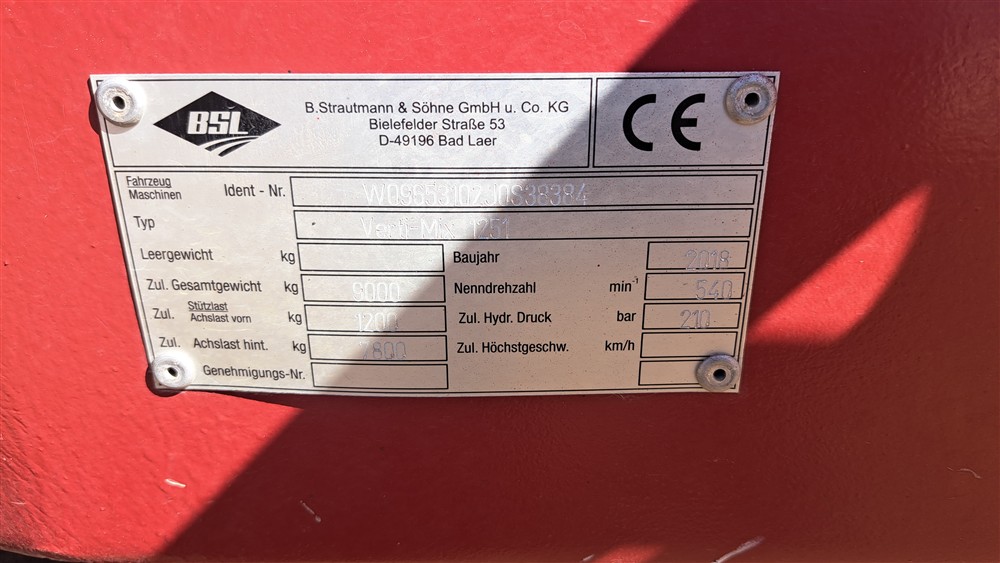 BSL
B.Strautmann & Söhne GmbH u. Co. KG
Bielefelder Straße 53
D-49196 Bad Laer
CE
Fahrzeug
Maschinen
Ident - Nr. W09653102J0S38384
Typ Verti-Mix 1251
Leergewicht kg
Baujahr 2018
Zul. Gesamtgewicht kg 9000
Nenndrehzahl min-1 540
Zul. Stützlast
Achslast vorn kg 1200
Zul. Hydr. Druck bar 210
Zul. Achslast hint. kg 7800
Zul. Höchstgeschw. km/h
Genehmigungs-Nr.